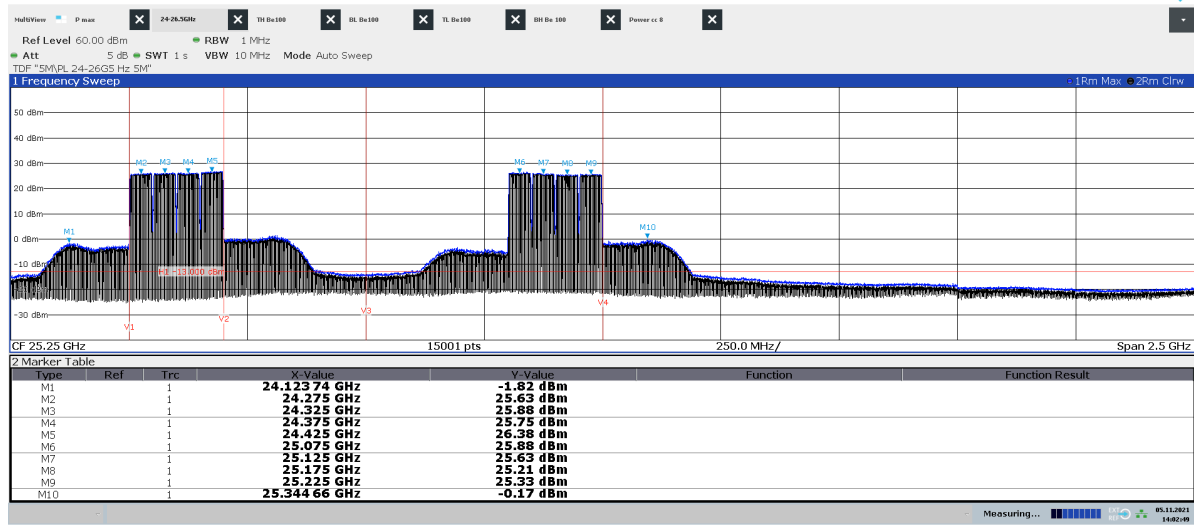 MultiView P max 24-26.5GHz TH Be100 BL Be100 TL Be100 BH Be 100 Power cc 8
Ref Level 60.00 dBm RBW 1 MHz
Att 5 dB SWT 1 s VBW 10 MHz Mode Auto Sweep
TDF "5M\PL 24-26G5 Hz 5M"
1 Frequency Sweep 1Rm Max 2Rm Clrw
50 dBm
40 dBm
30 dBm
M2 M3 M4 M5 M6 M7 M8 M9
20 dBm
10 dBm
M1 M10
0 dBm
-10 dBm
H1 -13.000 dBm
-30 dBm
V1 V2 V3 V4
CF 25.25 GHz 15001 pts 250.0 MHz/ Span 2.5 GHz
2 Marker Table
Type Ref Trc X-Value Y-Value Function Function Result
M1 1 24.123 74 GHz -1.82 dBm
M2 1 24.275 GHz 25.63 dBm
M3 1 24.325 GHz 25.88 dBm
M4 1 24.375 GHz 25.75 dBm
M5 1 24.425 GHz 26.38 dBm
M6 1 25.075 GHz 25.88 dBm
M7 1 25.125 GHz 25.63 dBm
M8 1 25.175 GHz 25.21 dBm
M9 1 25.225 GHz 25.33 dBm
M10 1 25.344 66 GHz -0.17 dBm
Measuring... EXT REF 05.11.2021
14:02:49